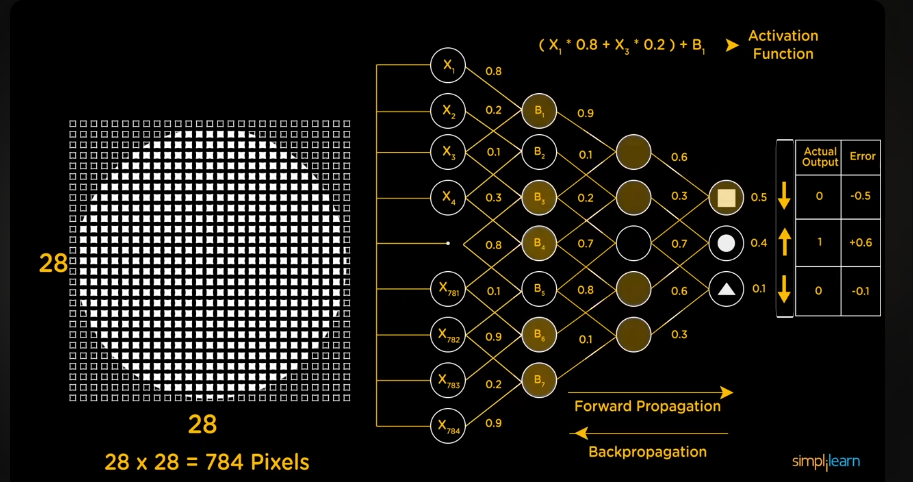 ( X1 * 0.8 + X3 * 0.2 ) + B1
Activation
Function
X1
0.8
X2
0.2
B1
0.9
X3
0.1
B2
0.1
0.6
X4
0.3
B3
0.2
0.3
0.5
0.8
B4
0.7
0.7
0.4
X781
0.1
B5
0.8
0.6
0.1
X782
0.9
B6
0.1
0.3
X783
0.2
B7
X784
0.9
Actual Output
Error
0
-0.5
1
+0.6
0
-0.1
28
28
28 x 28 = 784 Pixels
Forward Propagation
Backpropagation
simplilearn